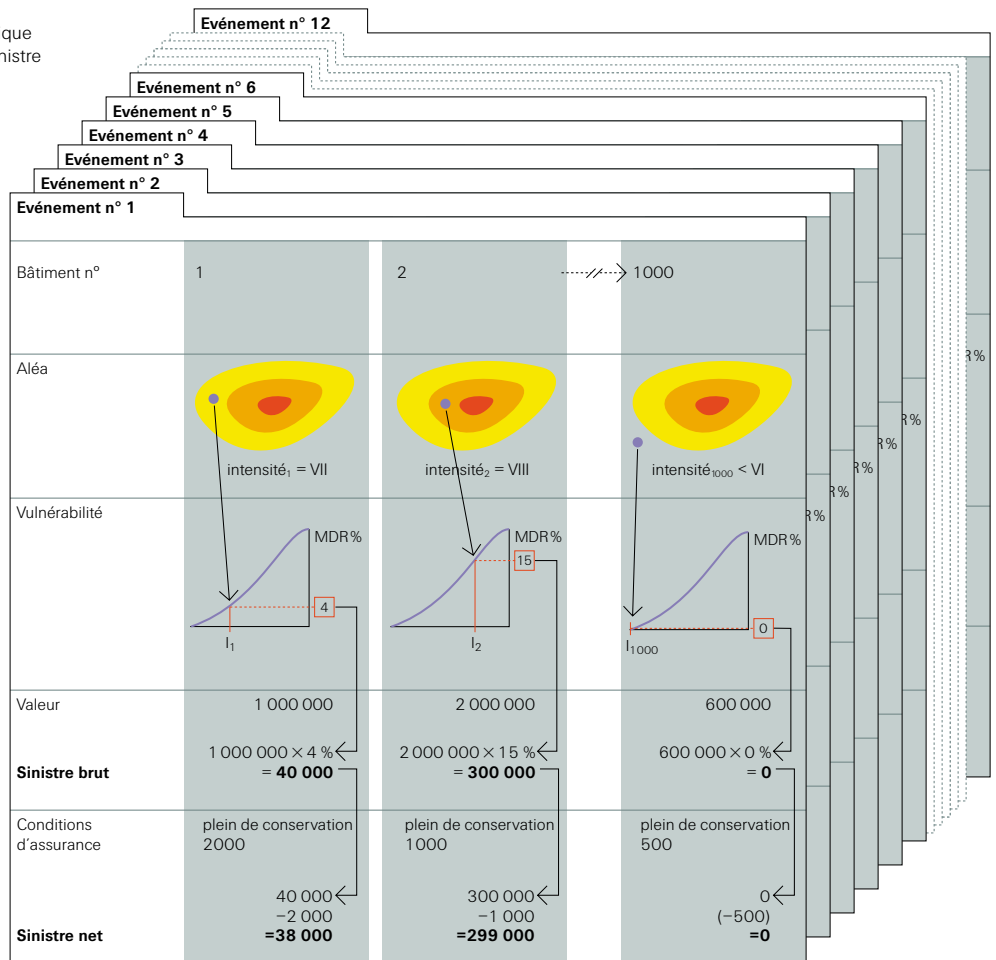 que
nistre
Evénement n° 12
Evénement n° 6
Evénement n° 5
Evénement n° 4
Evénement n° 3
Evénement n° 2
Evénement n° 1
Bâtiment n° 1 2 1000
Aléa
intensité₁ = VII intensité₂ = VIII intensité₁₀₀₀ < VI
Vulnérabilité
MDR% MDR% MDR%
4 15 0
I₁ I₂ I₁₀₀₀
R%
R%
R%
R%
R%
R%
Valeur 1 000 000 2 000 000 600 000
1 000 000 × 4 % 2 000 000 × 15 % 600 000 × 0 %
Sinistre brut = 40 000 = 300 000 = 0
Conditions plein de conservation plein de conservation plein de conservation
d'assurance 2000 1000 500
40 000 300 000 0
−2 000 −1 000 (−500)
Sinistre net =38 000 =299 000 =0